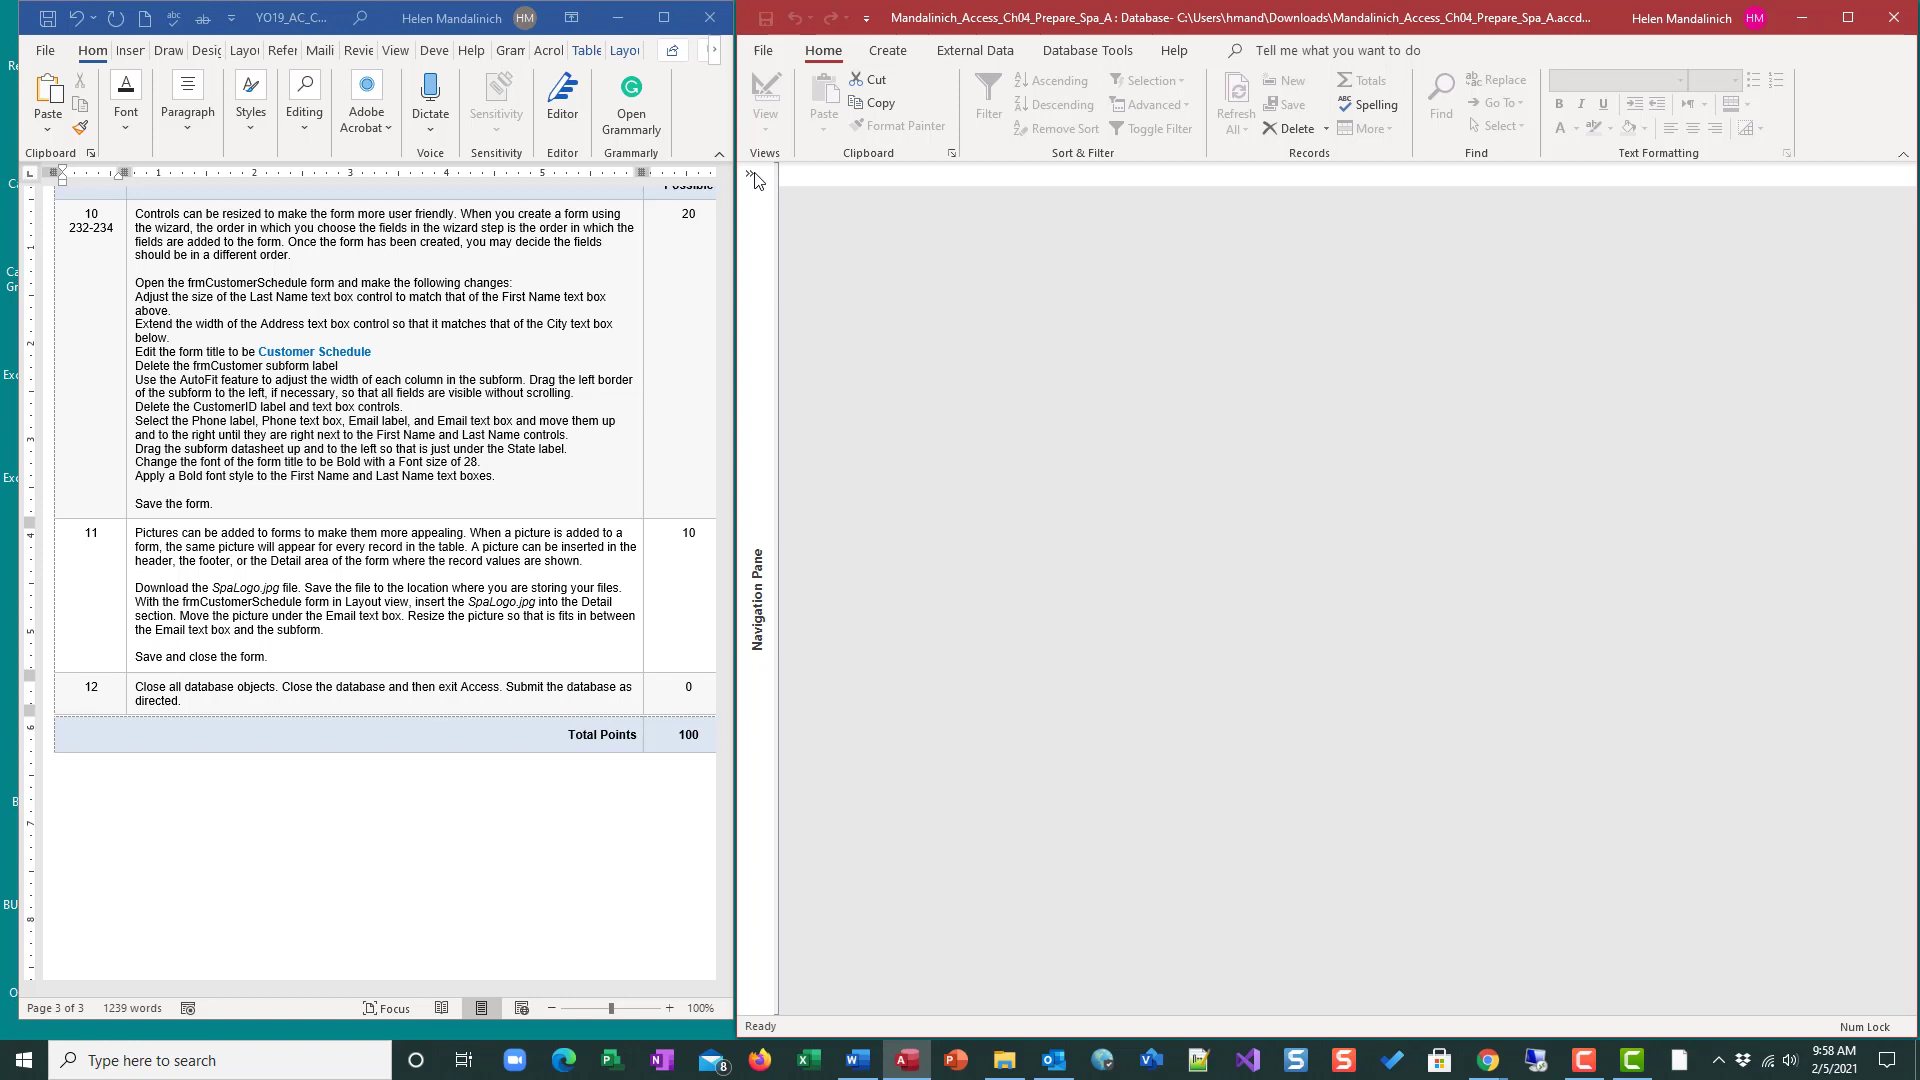 YO19_AC_C...
Helen Mandalinich
HM
File
Hom
Inser
Draw
Desig
Layou
Refer
Maili
Revie
View
Deve
Help
Gram
Acrol
Table
Layou
Paste
Font
Paragraph
Styles
Editing
Adobe
Acrobat
Dictate
Sensitivity
Editor
Open
Grammarly
Clipboard
Voice
Sensitivity
Editor
Grammarly
1
2
3
4
5
Possible
10
232-234
Controls can be resized to make the form more user friendly. When you create a form using
the wizard, the order in which you choose the fields in the wizard step is the order in which the
fields are added to the form. Once the form has been created, you may decide the fields
should be in a different order.
20
Open the frmCustomerSchedule form and make the following changes:
Adjust the size of the Last Name text box control to match that of the First Name text box
above.
Extend the width of the Address text box control so that it matches that of the City text box
below.
Edit the form title to be Customer Schedule
Delete the frmCustomer subform label
Use the AutoFit feature to adjust the width of each column in the subform. Drag the left border
of the subform to the left, if necessary, so that all fields are visible without scrolling.
Delete the CustomerID label and text box controls.
Select the Phone label, Phone text box, Email label, and Email text box and move them up
and to the right until they are right next to the First Name and Last Name controls.
Drag the subform datasheet up and to the left so that is just under the State label.
Change the font of the form title to be Bold with a Font size of 28.
Apply a Bold font style to the First Name and Last Name text boxes.
Save the form.
11
Pictures can be added to forms to make them more appealing. When a picture is added to a
form, the same picture will appear for every record in the table. A picture can be inserted in the
header, the footer, or the Detail area of the form where the record values are shown.
10
Download the SpaLogo.jpg file. Save the file to the location where you are storing your files.
With the frmCustomerSchedule form in Layout view, insert the SpaLogo.jpg into the Detail
section. Move the picture under the Email text box. Resize the picture so that is fits in between
the Email text box and the subform.
Save and close the form.
12
Close all database objects. Close the database and then exit Access. Submit the database as
directed.
0
Total Points
100
Page 3 of 3
1239 words
Focus
100%
Mandalinich_Access_Ch04_Prepare_Spa_A : Database- C:\Users\hmand\Downloads\Mandalinich_Access_Ch04_Prepare_Spa_A.accd...
Helen Mandalinich
HM
File
Home
Create
External Data
Database Tools
Help
Tell me what you want to do
View
Views
Paste
Cut
Copy
Format Painter
Clipboard
Filter
Ascending
Descending
Remove Sort
Selection
Advanced
Toggle Filter
Sort & Filter
Refresh
All
New
Save
Delete
Totals
Spelling
More
Records
Find
Replace
Go To
Select
Find
B I U
A
Text Formatting
Navigation Pane
Ready
Num Lock
Type here to search
8
9:58 AM
2/5/2021